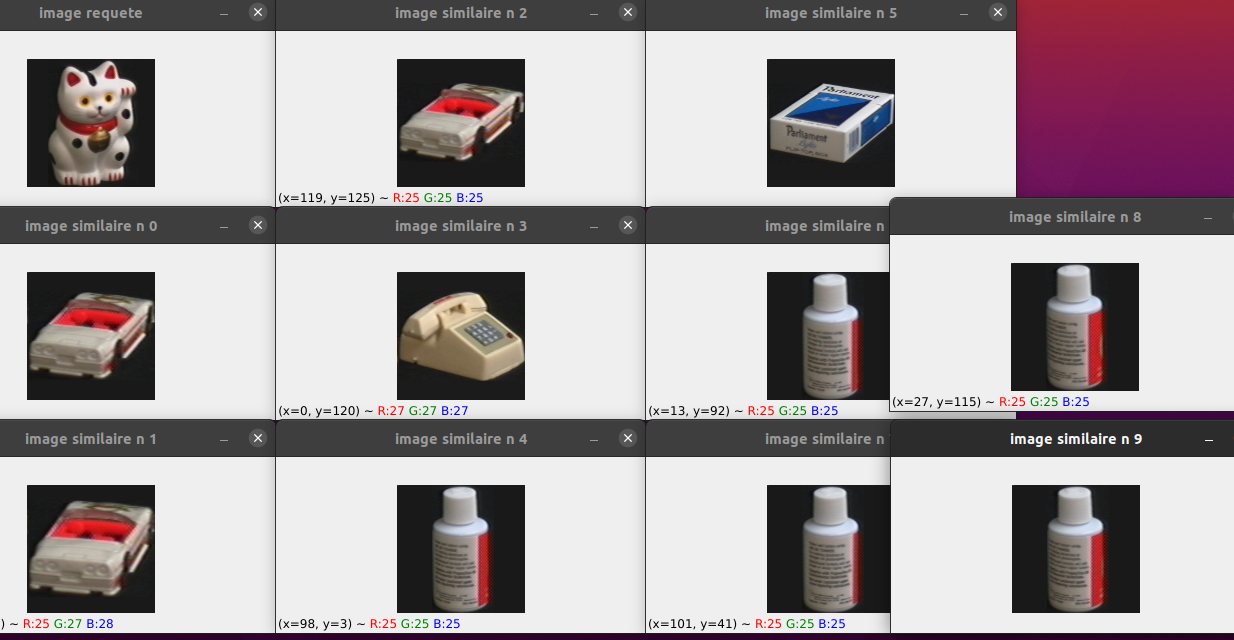 image requete
image similaire n 2
image similaire n 5
Parliament
Lights
Parliament
Lights
(x=119, y=125) ~ R:25 G:25 B:25
image similaire n 0
image similaire n 3
image similaire n
image similaire n 8
(x=0, y=120) ~ R:27 G:27 B:27
(x=13, y=92) ~ R:25 G:25 B:25
(x=27, y=115) ~ R:25 G:25 B:25
image similaire n 1
image similaire n 4
image similaire n
image similaire n 9
) ~ R:25 G:27 B:28
(x=98, y=3) ~ R:25 G:25 B:25
(x=101, y=41) ~ R:25 G:25 B:25